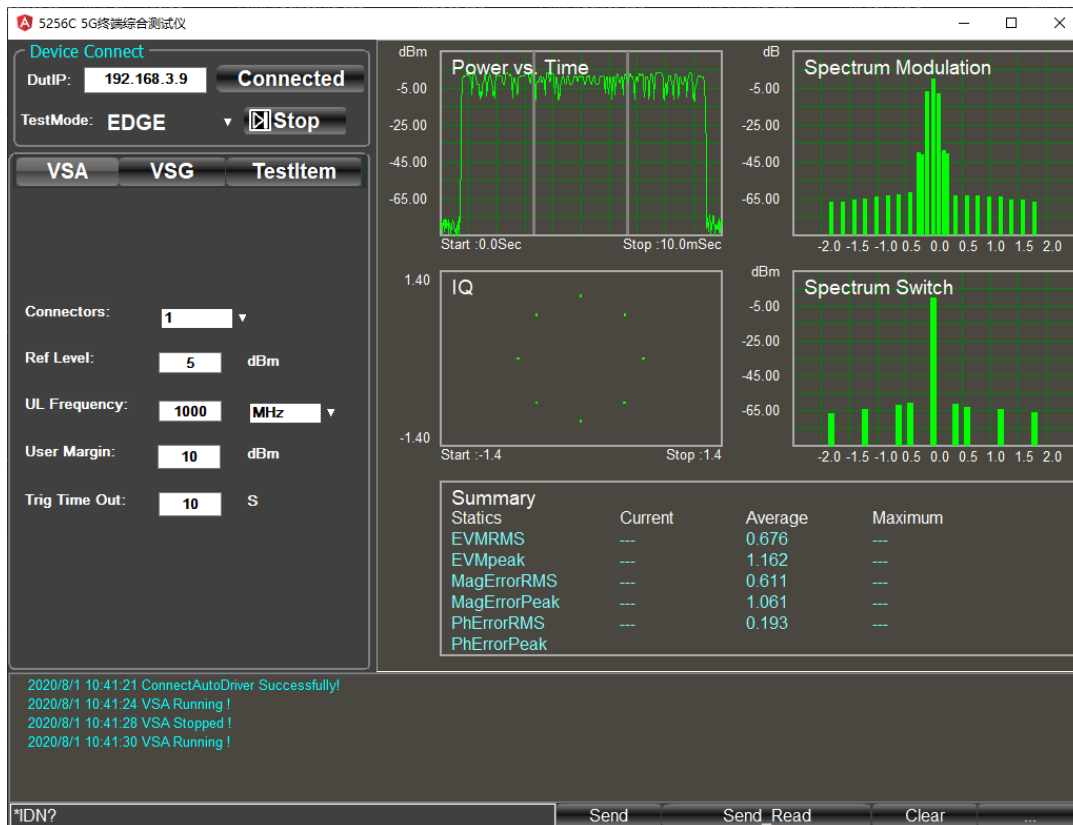 5256C 5G终端综合测试仪
Device Connect
DutIP: 192.168.3.9 Connected
TestMode: EDGE Stop
VSA VSG TestItem
Connectors: 1
Ref Level: 5 dBm
UL Frequency: 1000 MHz
User Margin: 10 dBm
Trig Time Out: 10 S
dBm
Power vs. Time
-5.00
-25.00
-45.00
-65.00
Start :0.0Sec Stop :10.0mSec
dB
Spectrum Modulation
-5.00
-25.00
-45.00
-65.00
-2.0 -1.5 -1.0 0.5 0.0 0.5 1.0 1.5 2.0
1.40
IQ
-1.40
Start :-1.4 Stop :1.4
dBm
Spectrum Switch
-5.00
-25.00
-45.00
-65.00
-2.0 -1.5 -1.0 0.5 0.0 0.5 1.0 1.5 2.0
Summary
Statics Current Average Maximum
EVMRMS --- 0.676 ---
EVMpeak --- 1.162 ---
MagErrorRMS --- 0.611 ---
MagErrorPeak --- 1.061 ---
PhErrorRMS --- 0.193 ---
PhErrorPeak
2020/8/1 10:41:21 ConnectAutoDriver Successfully!
2020/8/1 10:41:24 VSA Running !
2020/8/1 10:41:28 VSA Stopped !
2020/8/1 10:41:30 VSA Running !
*IDN? Send Send_Read Clear ...